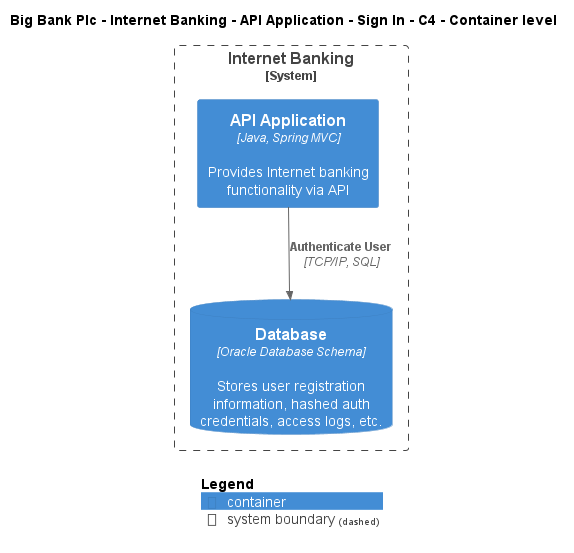 Big Bank Plc - Internet Banking - API Application - Sign In - C4 - Container level
Internet Banking
[System]
API Application
[Java, Spring MVC]
Provides Internet banking
functionality via API
Authenticate User
[TCP/IP, SQL]
Database
[Oracle Database Schema]
Stores user registration
information, hashed auth
credentials, access logs, etc.
Legend
container
system boundary (dashed)